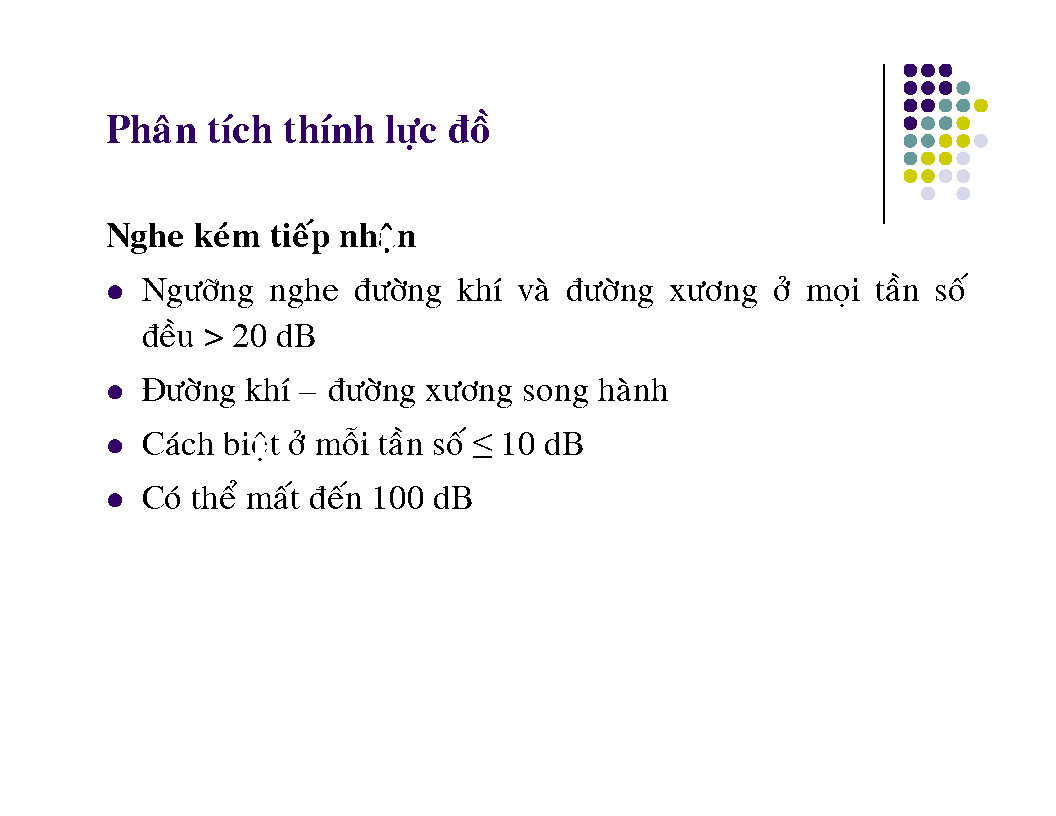 Phân tích thính lực đồ
Nghe kém tiếp nhận
● Ngưỡng nghe đường khí và đường xương ở mọi tần số
đều > 20 dB
● Đường khí – đường xương song hành
● Cách biệt ở mỗi tần số ≤ 10 dB
● Có thể mất đến 100 dB